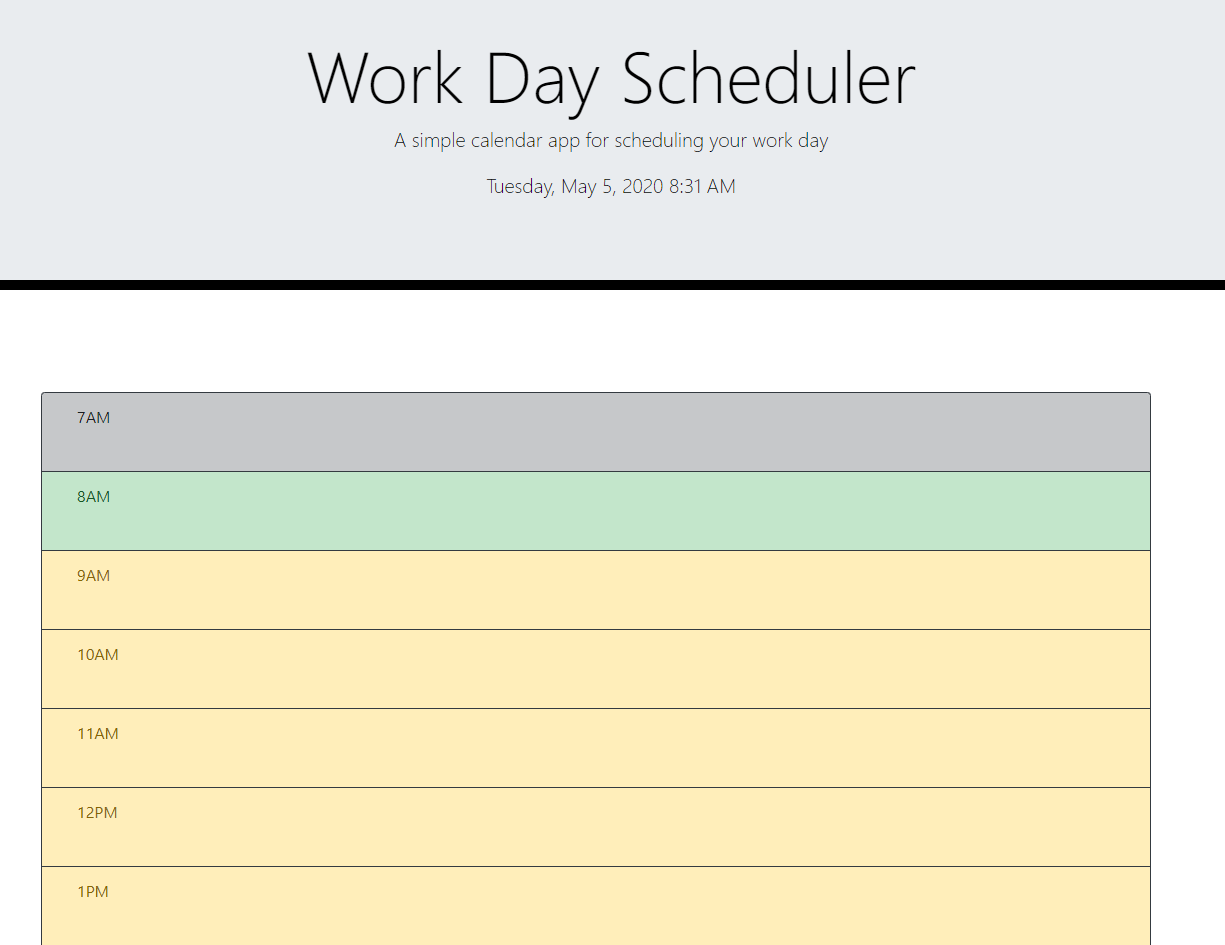 Work Day Scheduler
A simple calendar app for scheduling your work day
Tuesday, May 5, 2020 8:31 AM
7AM
8AM
9AM
10AM
11AM
12PM
1PM